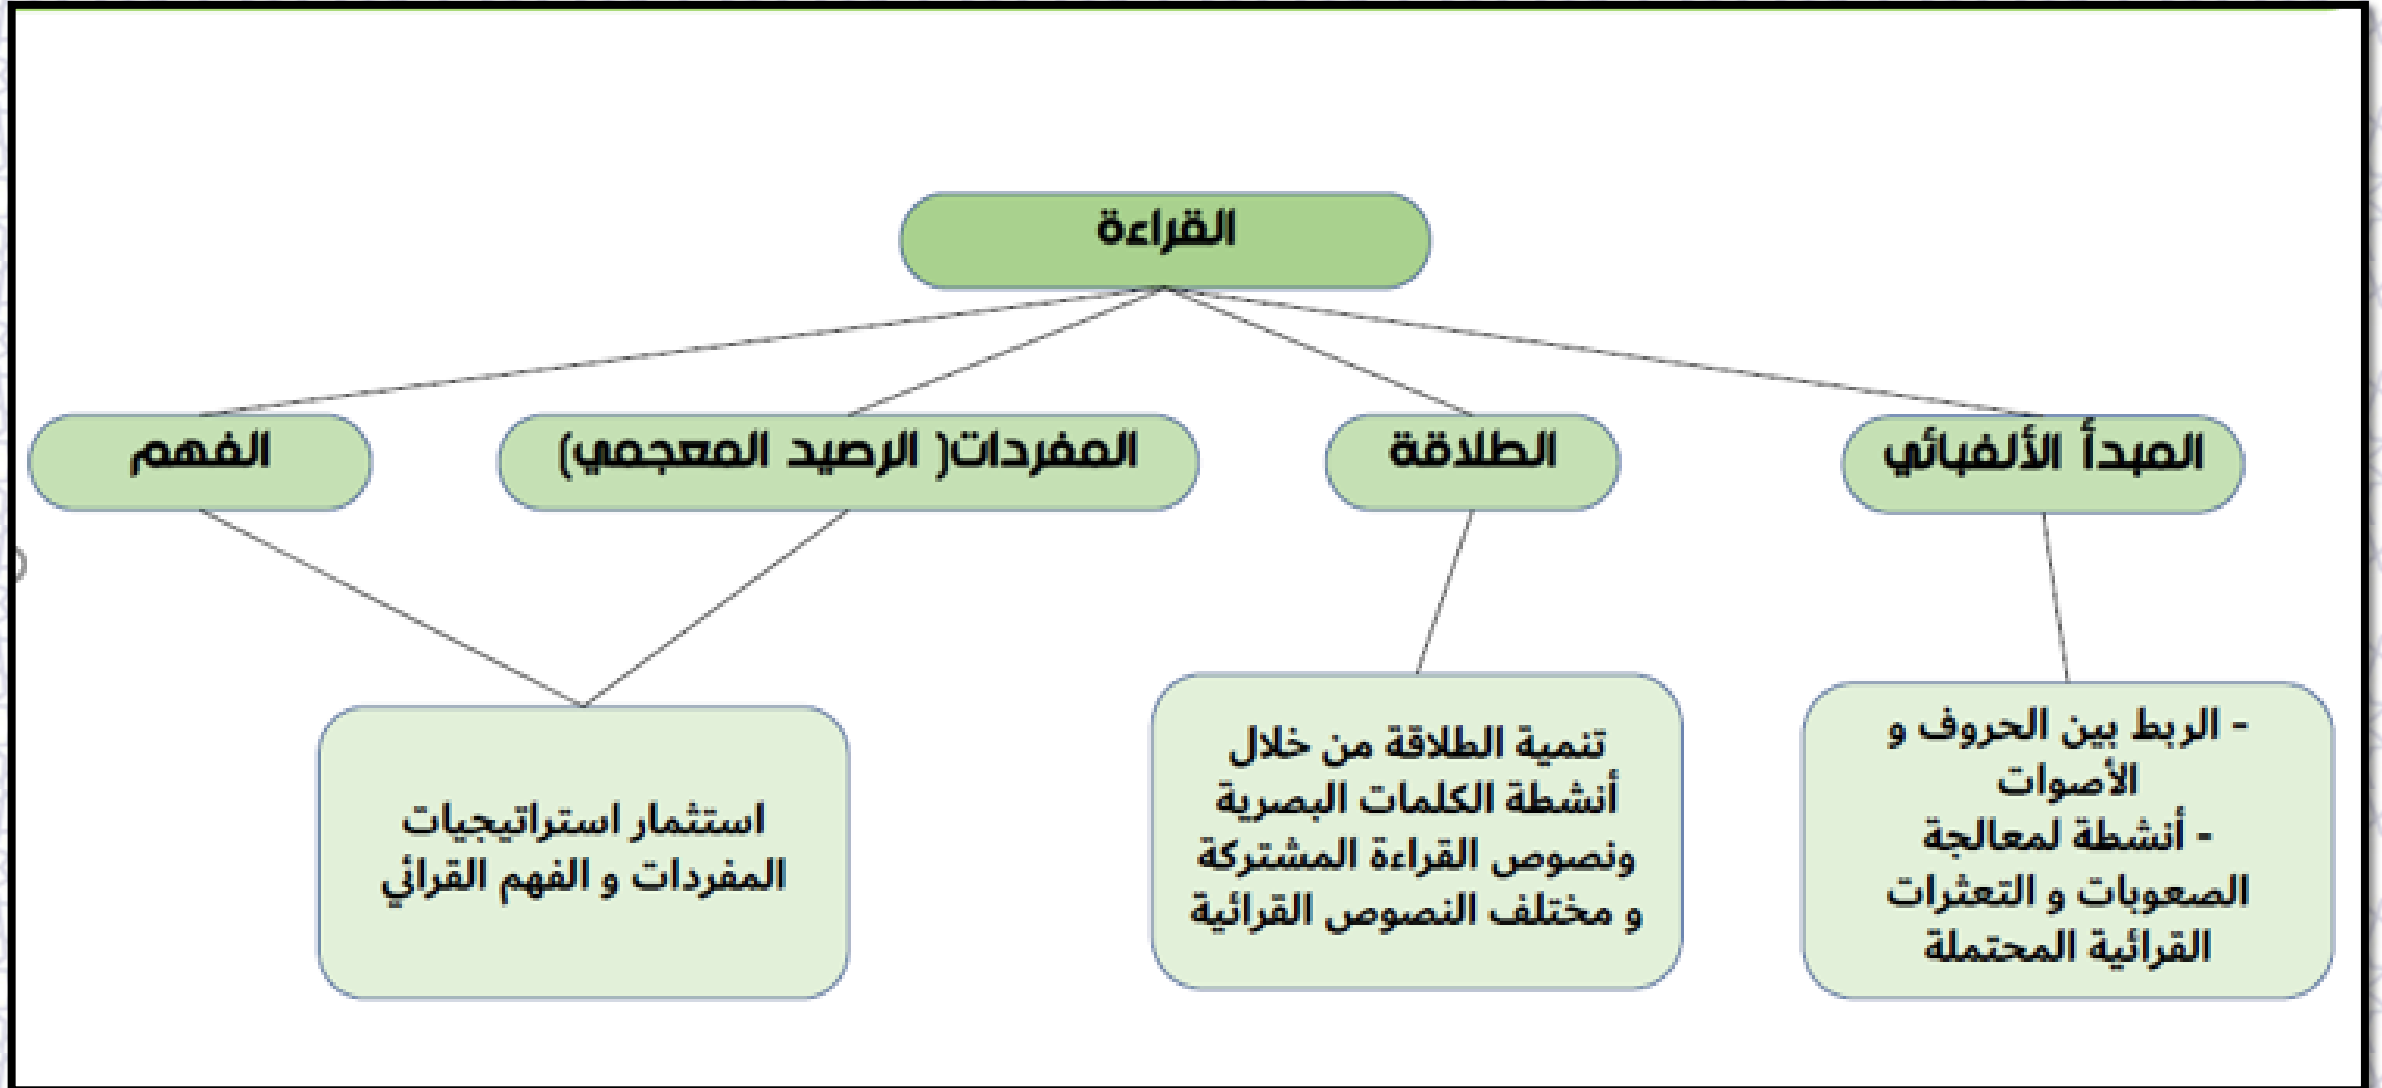 القراءة
المبدأ الألفبائي
الطلاقة
المفردات( الرصيد المعجمي)
الفهم
- الربط بين الحروف و
الأصوات
- أنشطة لمعالجة
الصعوبات و التعثرات
القرائية المحتملة
تنمية الطلاقة من خلال
أنشطة الكلمات البصرية
ونصوص القراءة المشتركة
و مختلف النصوص القرائية
استثمار استراتيجيات
المفردات و الفهم القرائي